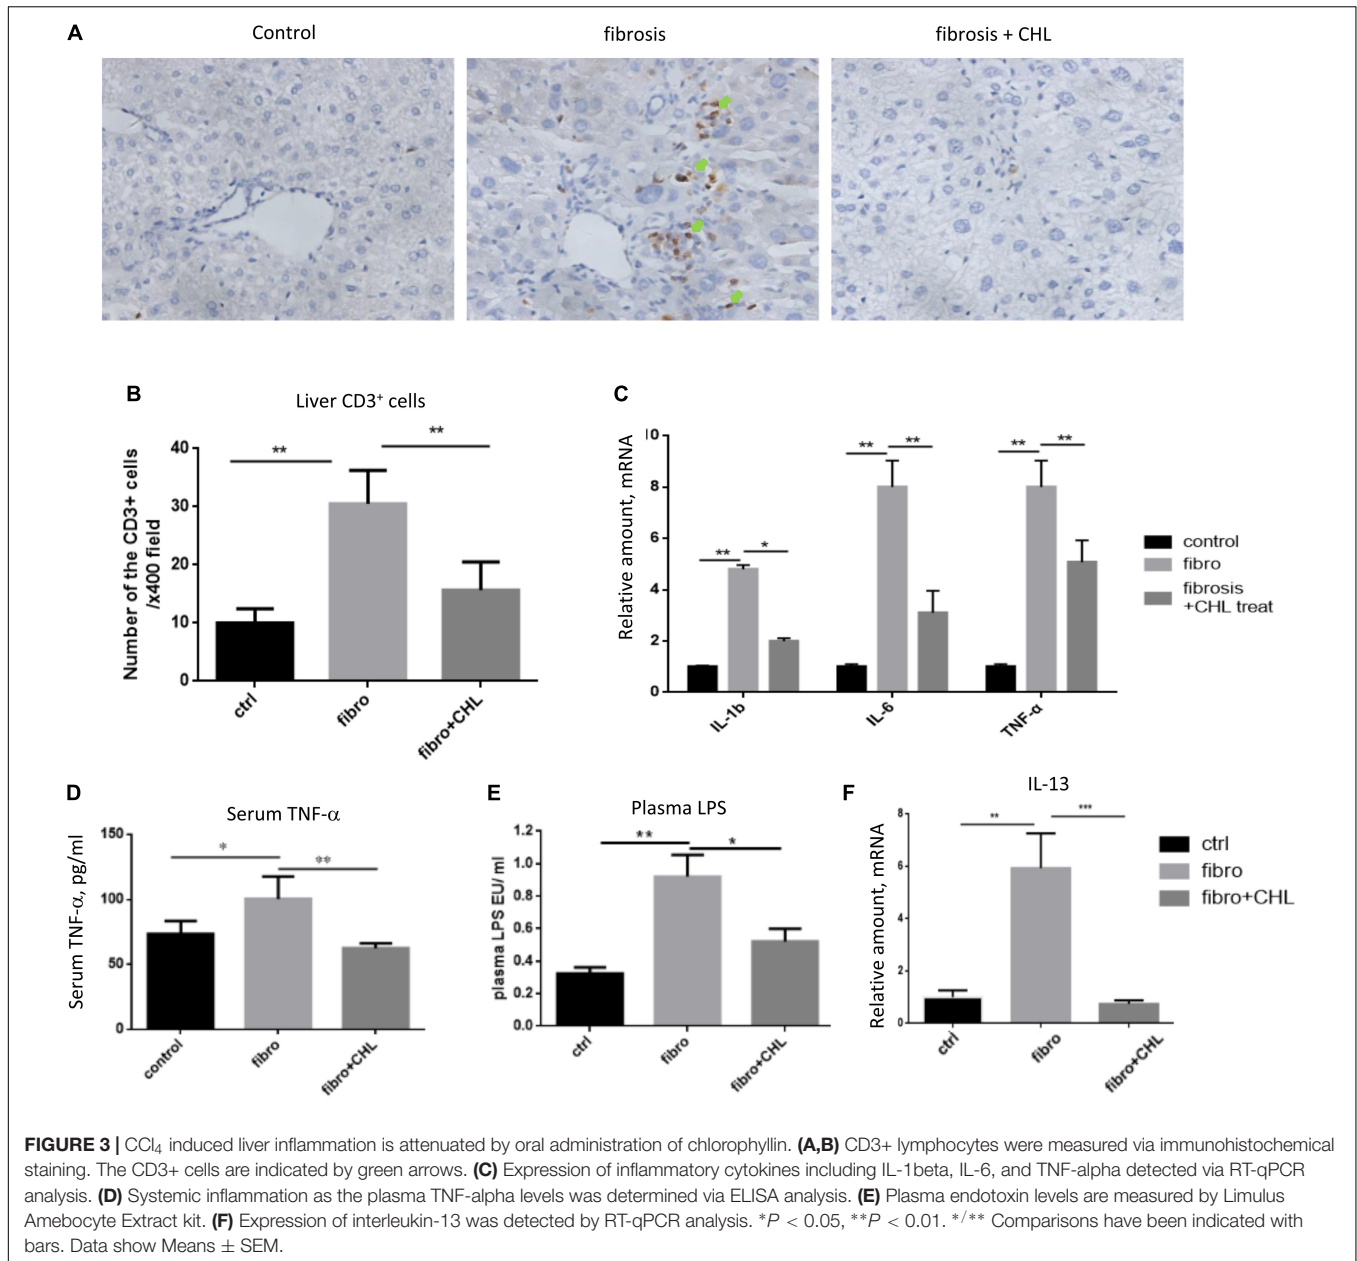 A
Control
fibrosis
fibrosis + CHL
B
Liver CD3⁺ cells
Number of the CD3+ cells
/x400 field
40
30
20
10
0
**
**
ctrl
fibro
fibro+CHL
C
Relative amount, mRNA
10
8
6
4
2
0
**
*
**
**
**
**
IL-1b
IL-6
TNF-α
control
fibro
fibrosis
+CHL treat
D
Serum TNF-α
Serum TNF-α, pg/ml
150
100
50
0
*
**
control
fibro
fibro+CHL
E
Plasma LPS
plasma LPS EU/ ml
1.2
1.0
0.8
0.6
0.4
0.2
0.0
**
*
ctrl
fibro
fibro+CHL
F
IL-13
Relative amount, mRNA
8
6
4
2
0
**
***
ctrl
fibro
fibro+CHL
ctrl
fibro
fibro+CHL
FIGURE 3 | CCl₄ induced liver inflammation is attenuated by oral administration of chlorophyllin. (A,B) CD3+ lymphocytes were measured via immunohistochemical
staining. The CD3+ cells are indicated by green arrows. (C) Expression of inflammatory cytokines including IL-1beta, IL-6, and TNF-alpha detected via RT-qPCR
analysis. (D) Systemic inflammation as the plasma TNF-alpha levels was determined via ELISA analysis. (E) Plasma endotoxin levels are measured by Limulus
Amebocyte Extract kit. (F) Expression of interleukin-13 was detected by RT-qPCR analysis. *P < 0.05, **P < 0.01. */** Comparisons have been indicated with
bars. Data show Means ± SEM.